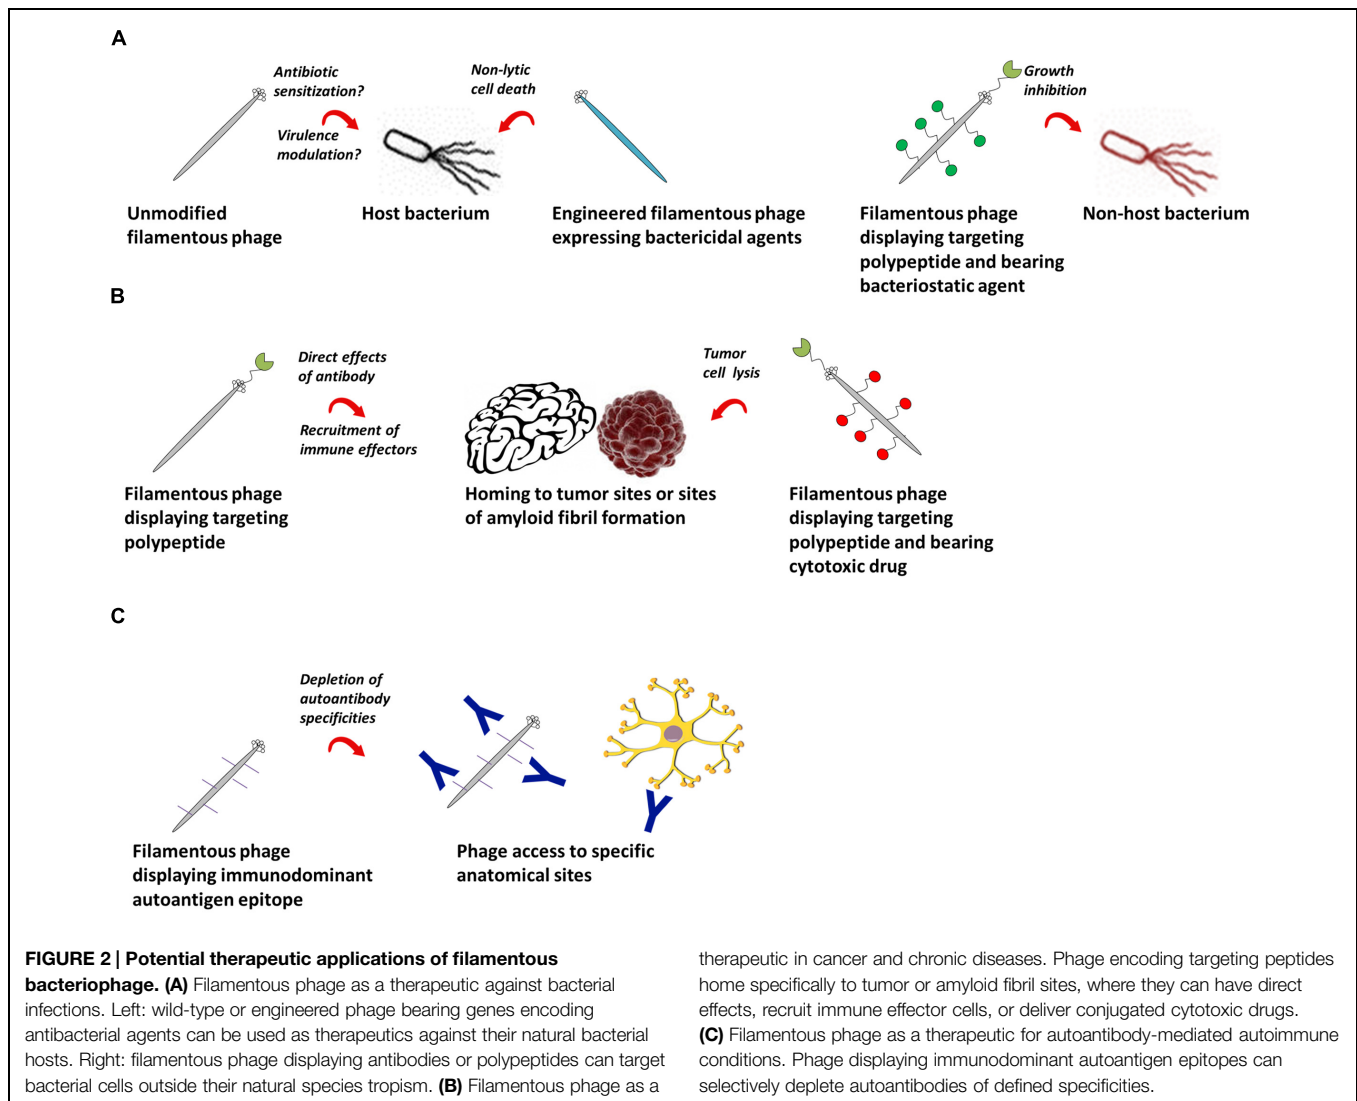 A
Antibiotic
sensitization?
Virulence
modulation?
Non-lytic
cell death
Growth
inhibition
Unmodified
filamentous phage
Host bacterium
Engineered filamentous phage
expressing bactericidal agents
Filamentous phage
displaying targeting
polypeptide and bearing
bacteriostatic agent
Non-host bacterium
B
Direct effects
of antibody
Recruitment of
immune effectors
Tumor
cell lysis
Filamentous phage
displaying targeting
polypeptide
Homing to tumor sites or sites
of amyloid fibril formation
Filamentous phage
displaying targeting
polypeptide and bearing
cytotoxic drug
C
Depletion of
autoantibody
specificities
Filamentous phage
displaying immunodominant
autoantigen epitope
Phage access to specific
anatomical sites
FIGURE 2 | Potential therapeutic applications of filamentous
bacteriophage. (A) Filamentous phage as a therapeutic against bacterial
infections. Left: wild-type or engineered phage bearing genes encoding
antibacterial agents can be used as therapeutics against their natural bacterial
hosts. Right: filamentous phage displaying antibodies or polypeptides can target
bacterial cells outside their natural species tropism. (B) Filamentous phage as a
therapeutic in cancer and chronic diseases. Phage encoding targeting peptides
home specifically to tumor or amyloid fibril sites, where they can have direct
effects, recruit immune effector cells, or deliver conjugated cytotoxic drugs.
(C) Filamentous phage as a therapeutic for autoantibody-mediated autoimmune
conditions. Phage displaying immunodominant autoantigen epitopes can
selectively deplete autoantibodies of defined specificities.